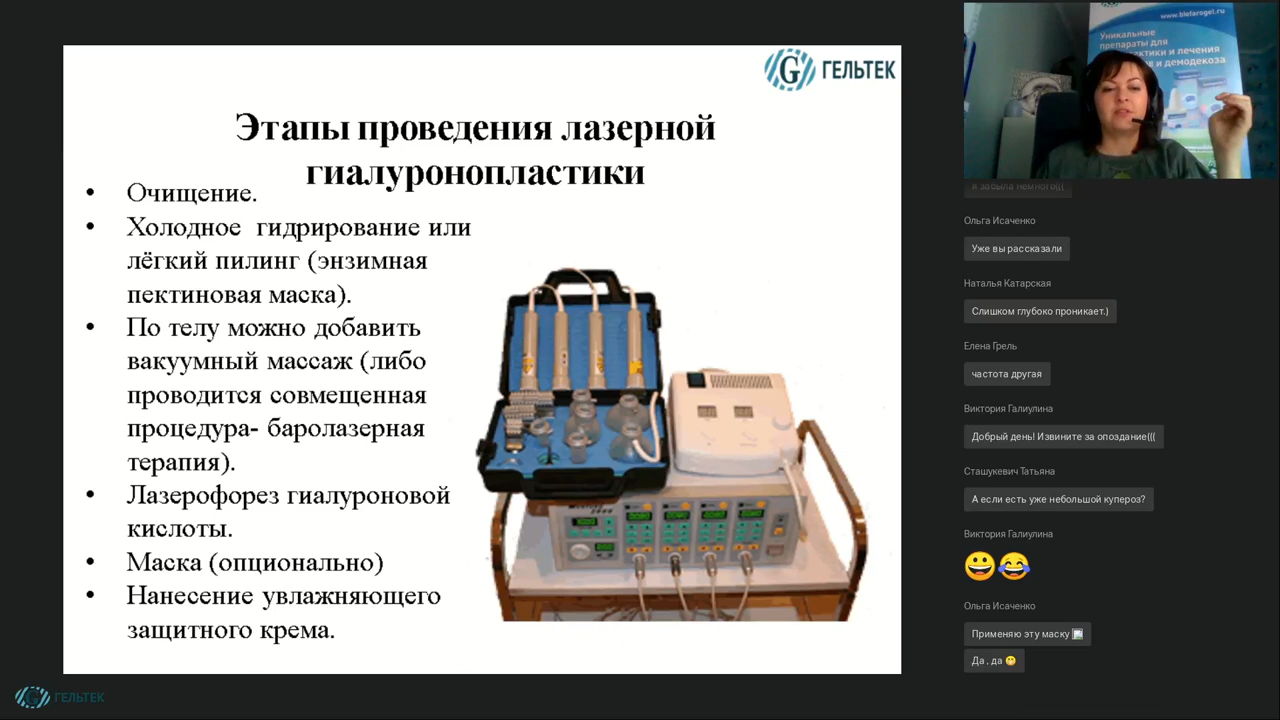 ГЕЛЬТЕК
Этапы проведения лазерной
гиалуронопластики
• Очищение.
• Холодное гидрирование или
лёгкий пилинг (энзимная
пектиновая маска).
• По телу можно добавить
вакуумный массаж (либо
проводится совмещенная
процедура- баролазерная
терапия).
• Лазерофорез гиалуроновой
кислоты.
• Маска (опционально)
• Нанесение увлажняющего
защитного крема.
ГЕЛЬТЕК
www.biofarogel.ru
Уникальные
препараты для
и лечения
и демодекоза
я забыла немного(((
Ольга Исаченко
Уже вы рассказали
Наталья Катарская
Слишком глубоко проникает.)
Елена Грель
частота другая
Виктория Галиулина
Добрый день! Извините за опоздание(((
Сташукевич Татьяна
А если есть уже небольшой купероз?
Виктория Галиулина
😀😂
Ольга Исаченко
Применяю эту маску
Да , да 🤭